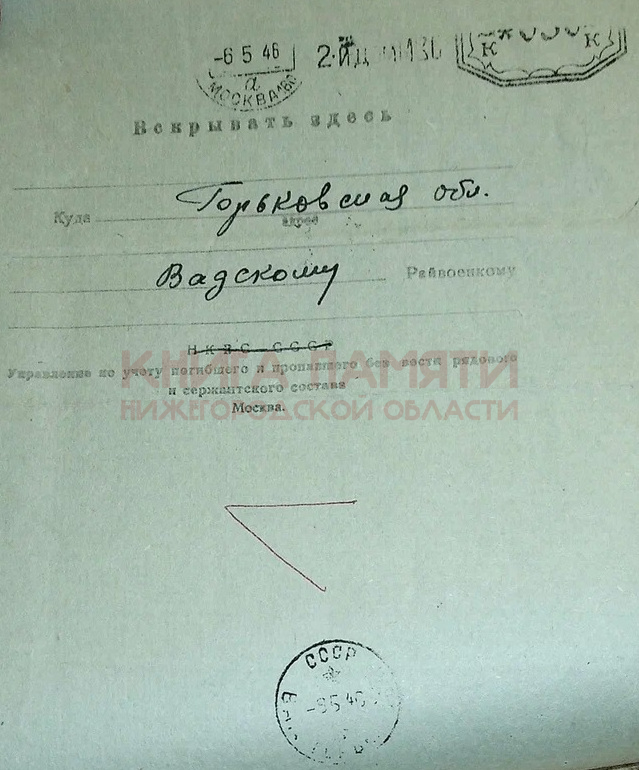 -6 5 46
МОСКВА
Вскрывать здесь
Горьковская обл.
Куда
адрес
Вадскому Райвоенкому
НКВС СССР
КНИГА ПАМЯТИ
Управление по учету погибшего и пропавшего без вести рядового
и сержантского состава
НИЖЕГОРОДСКОЙ ОБЛАСТИ
Москва.
СССР
-9 5 46